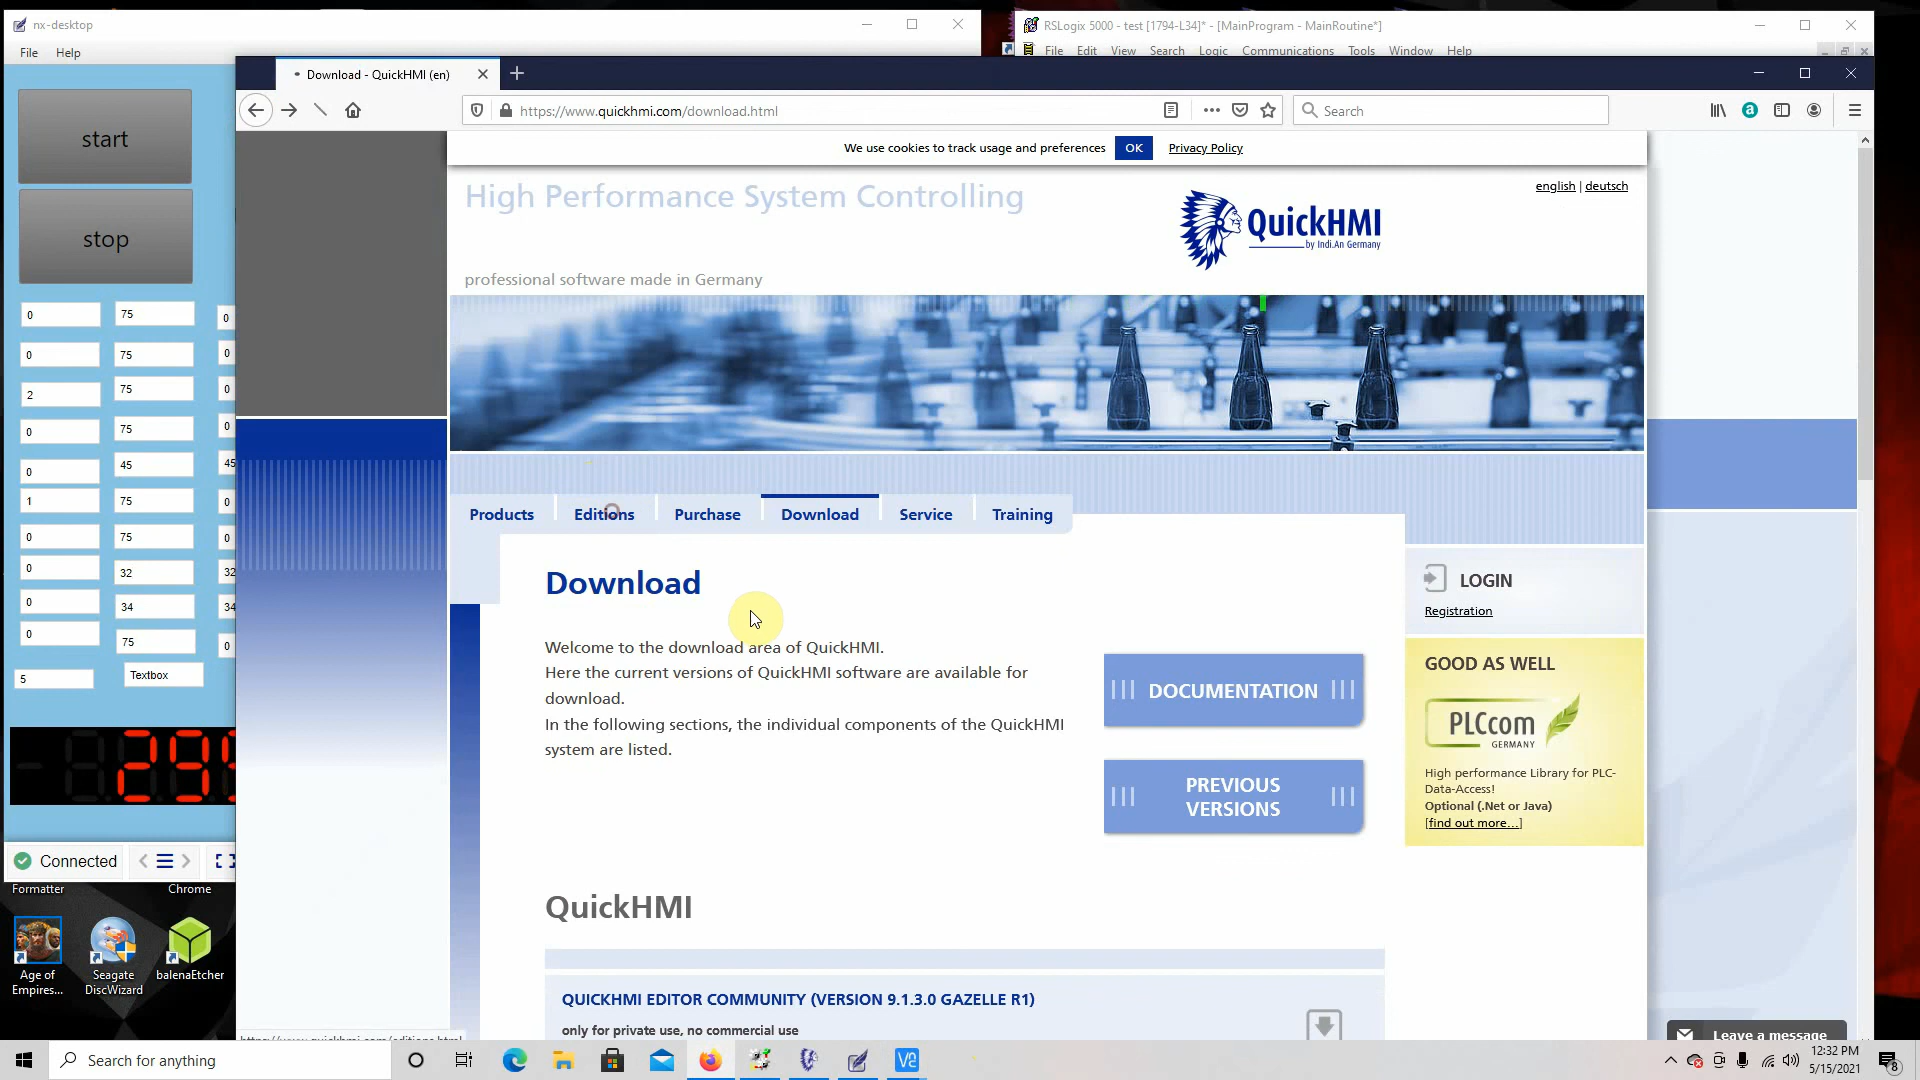 nx-desktop
File Help
start
stop
0 75 0
0 75 0
2 75 0
0 75 0
0 45 45
1 75 0
0 75 0
0 32 32
0 34 34
0 75 0
5 Textbox
Connected
Formatter Chrome
Age of Empires...
Seagate DiscWizard
balenaEtcher
RSLogix 5000 - test [1794-L34]* - [MainProgram - MainRoutine*]
File Edit View Search Logic Communications Tools Window Help
Download - QuickHMI (en)
https://www.quickhmi.com/download.html
Search
We use cookies to track usage and preferences OK Privacy Policy
High Performance System Controlling
english | deutsch
QuickHMI
by Indi.An Germany
professional software made in Germany
Products Editions Purchase Download Service Training
Download
Welcome to the download area of QuickHMI.
Here the current versions of QuickHMI software are available for
download.
In the following sections, the individual components of the QuickHMI
system are listed.
DOCUMENTATION
PREVIOUS
VERSIONS
LOGIN
Registration
GOOD AS WELL
PLCcom
GERMANY
High performance Library for PLC-
Data-Access!
Optional (.Net or Java)
[find out more...]
QuickHMI
QUICKHMI EDITOR COMMUNITY (VERSION 9.1.3.0 GAZELLE R1)
only for private use, no commercial use
Leave a message
Search for anything
12:32 PM
5/15/2021
8